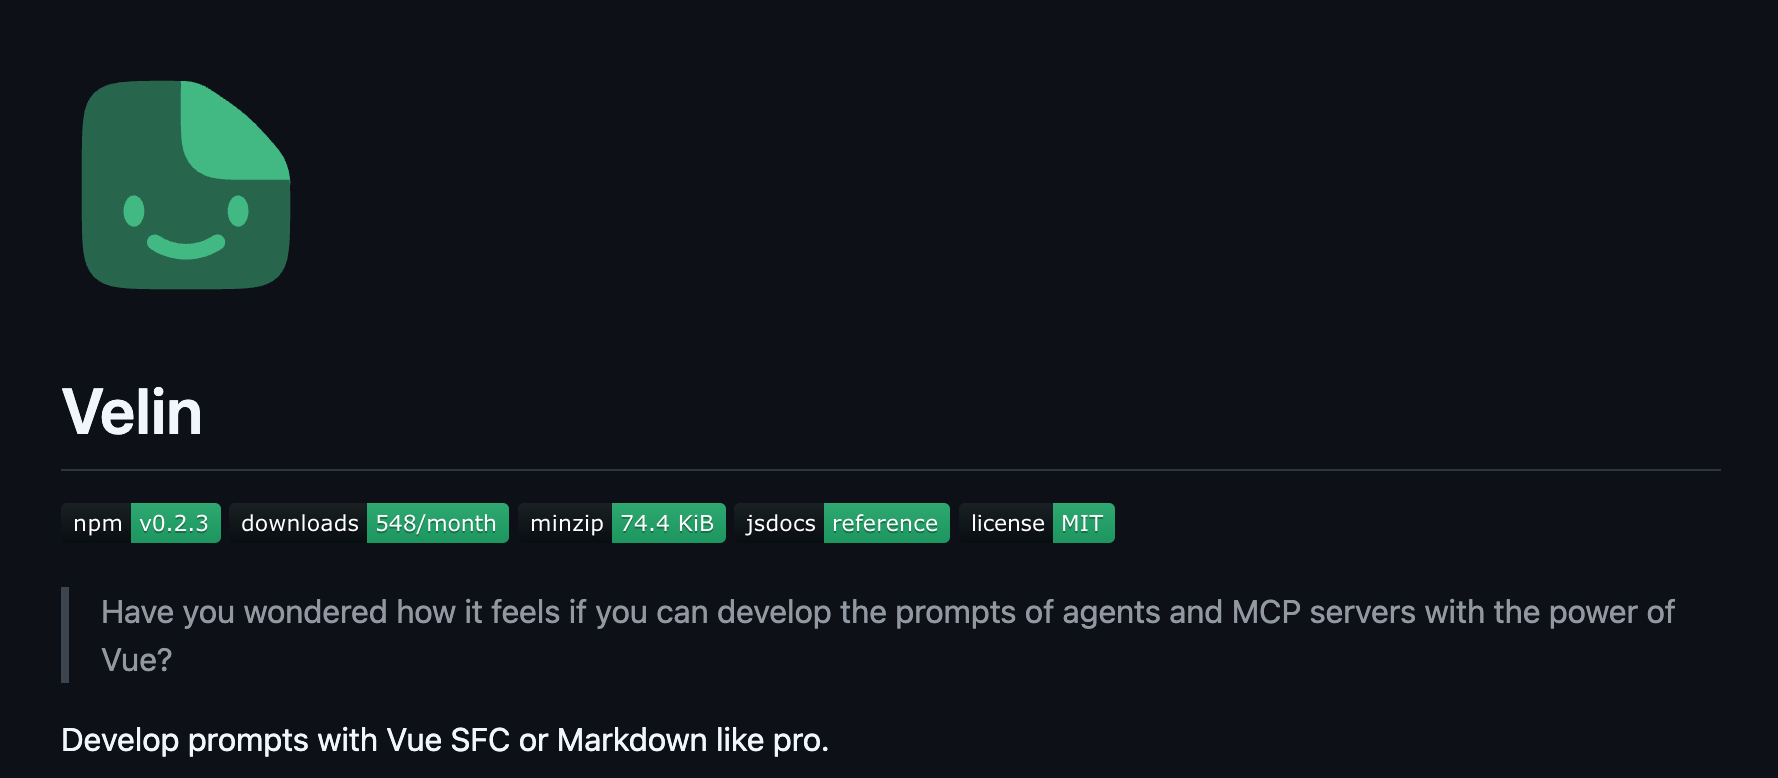 Velin
npm v0.2.3 downloads 548/month minzip 74.4 KiB jsdocs reference license MIT
Have you wondered how it feels if you can develop the prompts of agents and MCP servers with the power of
Vue?
Develop prompts with Vue SFC or Markdown like pro.